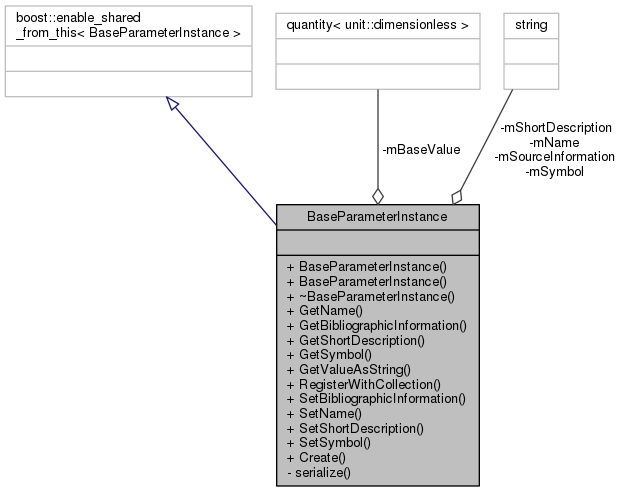 boost::enable_shared
_from_this< BaseParameterInstance >
quantity< unit::dimensionless >
string
-mBaseValue
-mShortDescription
-mName
-mSourceInformation
-mSymbol
BaseParameterInstance
+ BaseParameterInstance()
+ BaseParameterInstance()
+ ~BaseParameterInstance()
+ GetName()
+ GetBibliographicInformation()
+ GetShortDescription()
+ GetSymbol()
+ GetValueAsString()
+ RegisterWithCollection()
+ SetBibliographicInformation()
+ SetName()
+ SetShortDescription()
+ SetSymbol()
+ Create()
- serialize()